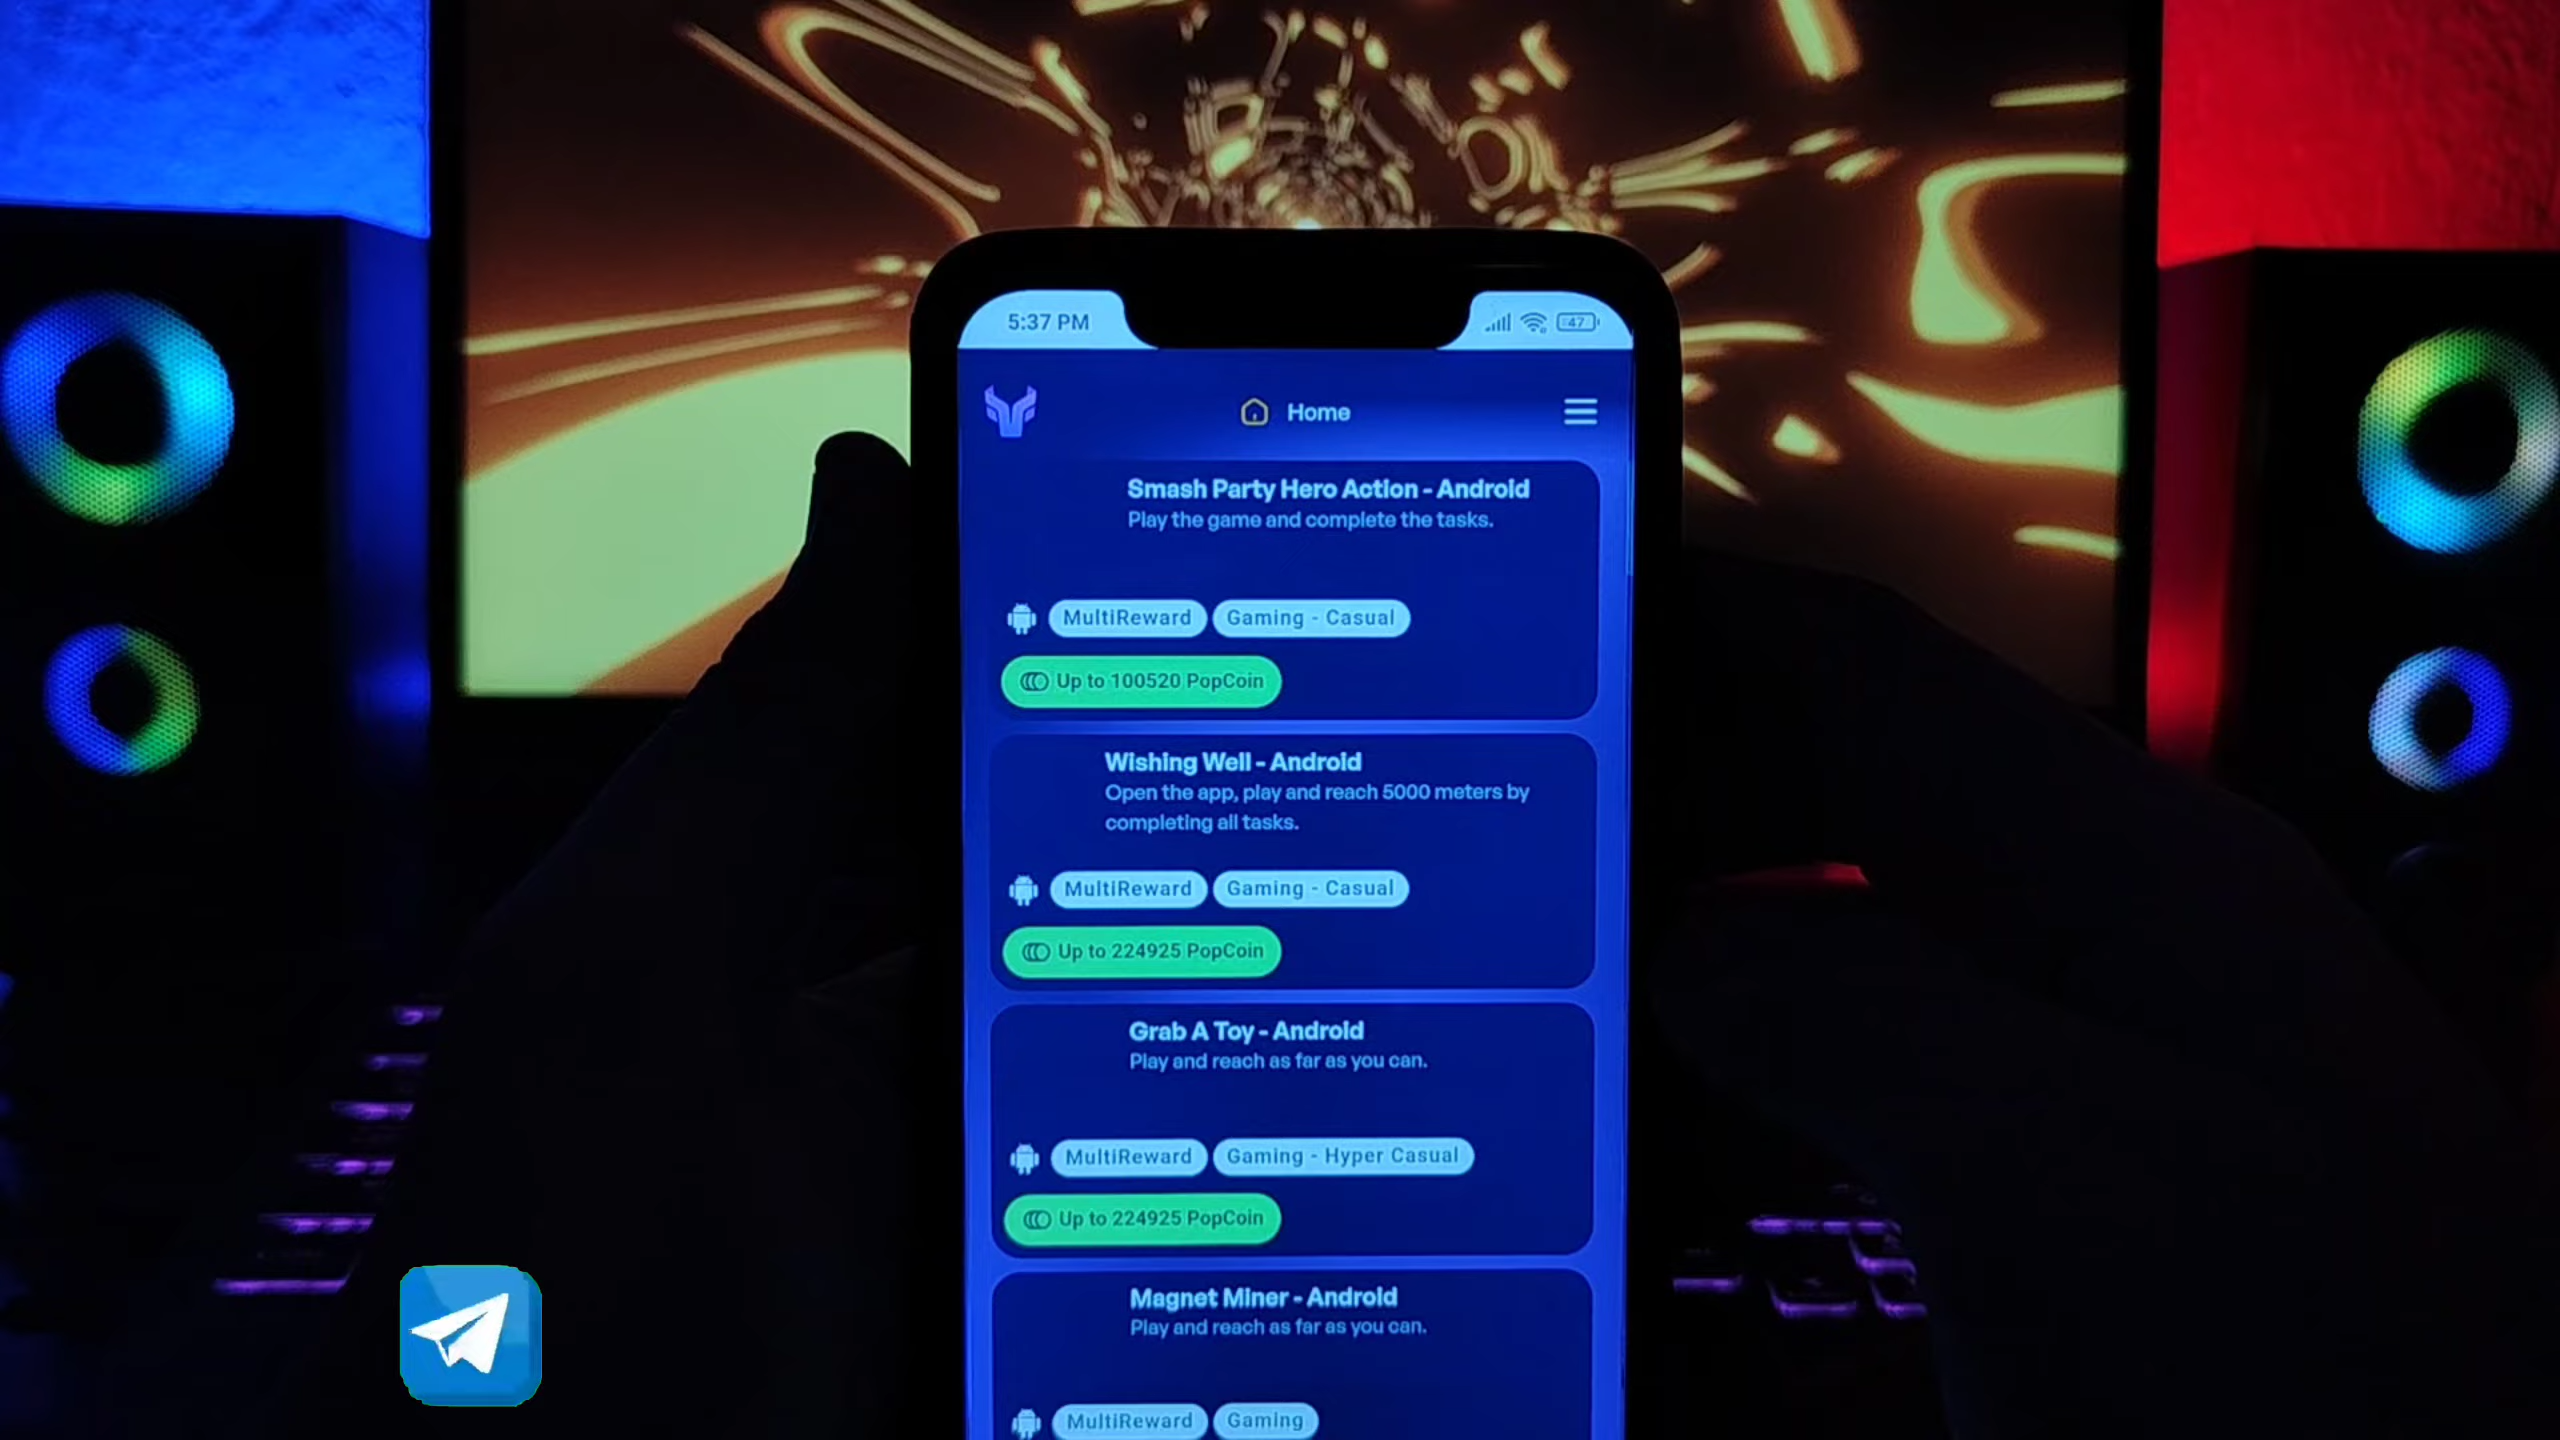 5:37 PM
47
Home
Smash Party Hero Action - Android
Play the game and complete the tasks.
MultiReward
Gaming - Casual
Up to 100520 PopCoin
Wishing Well - Android
Open the app, play and reach 5000 meters by
completing all tasks.
MultiReward
Gaming - Casual
Up to 224925 PopCoin
Grab A Toy - Android
Play and reach as far as you can.
MultiReward
Gaming - Hyper Casual
Up to 224925 PopCoin
Magnet Miner - Android
Play and reach as far as you can.
MultiReward
Gaming